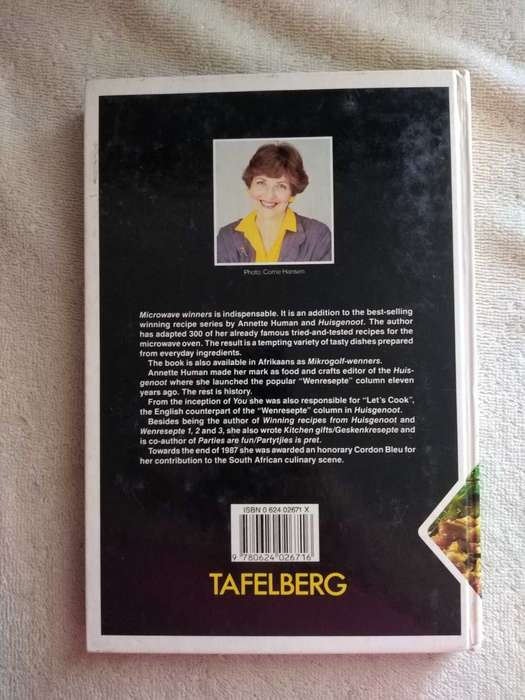 Photo: Corrie Hansen
Microwave winners is indispensable. It is an addition to the best-selling
winning recipe series by Annette Human and Huisgenoot. The author
has adapted 300 of her already famous tried-and-tested recipes for the
microwave oven. The result is a tempting variety of tasty dishes prepared
from everyday ingredients.
The book is also available in Afrikaans as Mikrogolf-wenners.
Annette Human made her mark as food and crafts editor of the Huis-
genoot where she launched the popular "Wenresepte" column eleven
years ago. The rest is history.
From the inception of You she was also responsible for "Let's Cook",
the English counterpart of the "Wenresepte" column in Huisgenoot.
Besides being the author of Winning recipes from Huisgenoot and
Wenresepte 1, 2 and 3, she also wrote Kitchen gifts/Geskenkresepte and
is co-author of Parties are fun/Partytjies is pret.
Towards the end of 1987 she was awarded an honorary Cordon Bleu for
her contribution to the South African culinary scene.
ISBN 0 624 02671 X
9 780624 026716
TAFELBERG